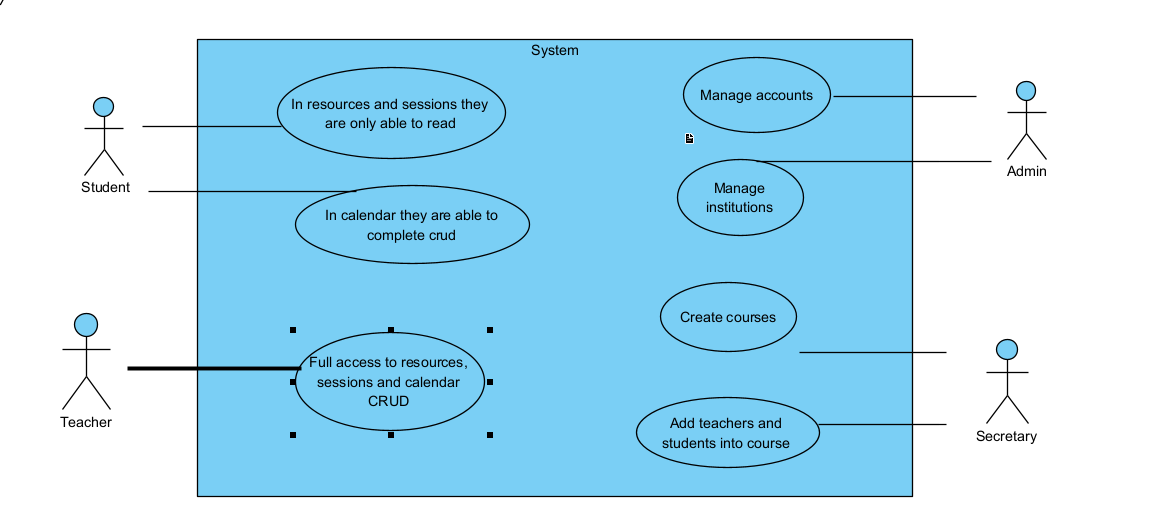 System
In resources and sessions they
are only able to read
Manage accounts
Student
Admin
Manage
institutions
In calendar they are able to
complete crud
Create courses
Full access to resources,
sessions and calendar
CRUD
Teacher
Add teachers and
students into course
Secretary